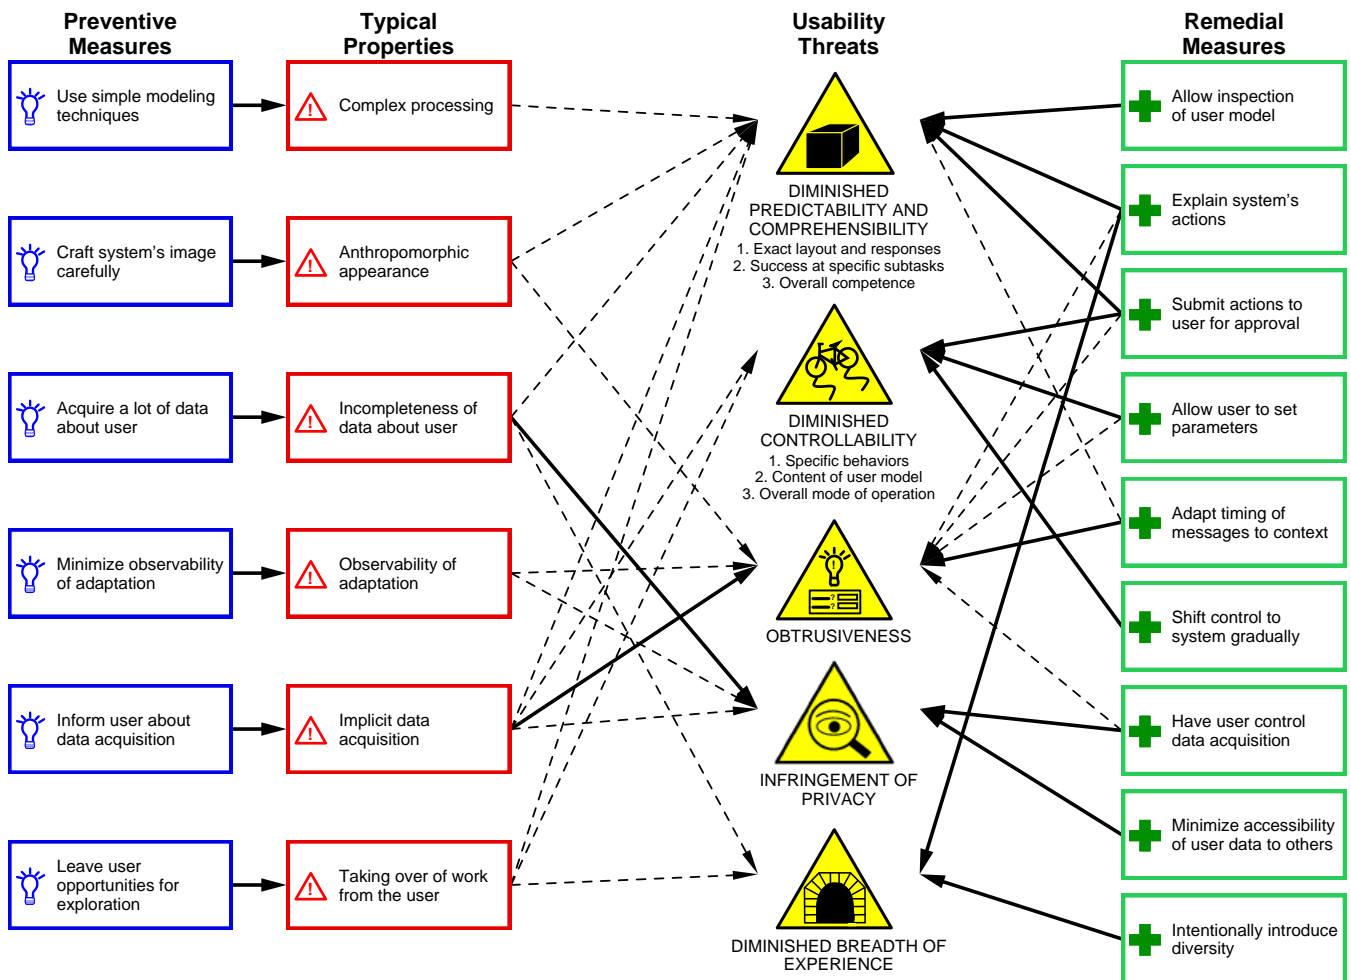 Preventive
Measures
Typical
Properties
Usability
Threats
Remedial
Measures
Use simple modeling
techniques
Craft system's image
carefully
Acquire a lot of data
about user
Minimize observability
of adaptation
Inform user about
data acquisition
Leave user
opportunities for
exploration
! Complex processing
! Anthropomorphic
appearance
! Incompleteness of
data about user
! Observability of
adaptation
! Implicit data
acquisition
! Taking over of work
from the user
DIMINISHED
PREDICTABILITY AND
COMPREHENSIBILITY
1. Exact layout and responses
2. Success at specific subtasks
3. Overall competence
DIMINISHED
CONTROLLABILITY
1. Specific behaviors
2. Content of user model
3. Overall mode of operation
!
?
?
OBTRUSIVENESS
INFRINGEMENT OF
PRIVACY
DIMINISHED BREADTH OF
EXPERIENCE
Allow inspection
of user model
Explain system's
actions
Submit actions to
user for approval
Allow user to set
parameters
Adapt timing of
messages to context
Shift control to
system gradually
Have user control
data acquisition
Minimize accessibility
of user data to others
Intentionally introduce
diversity